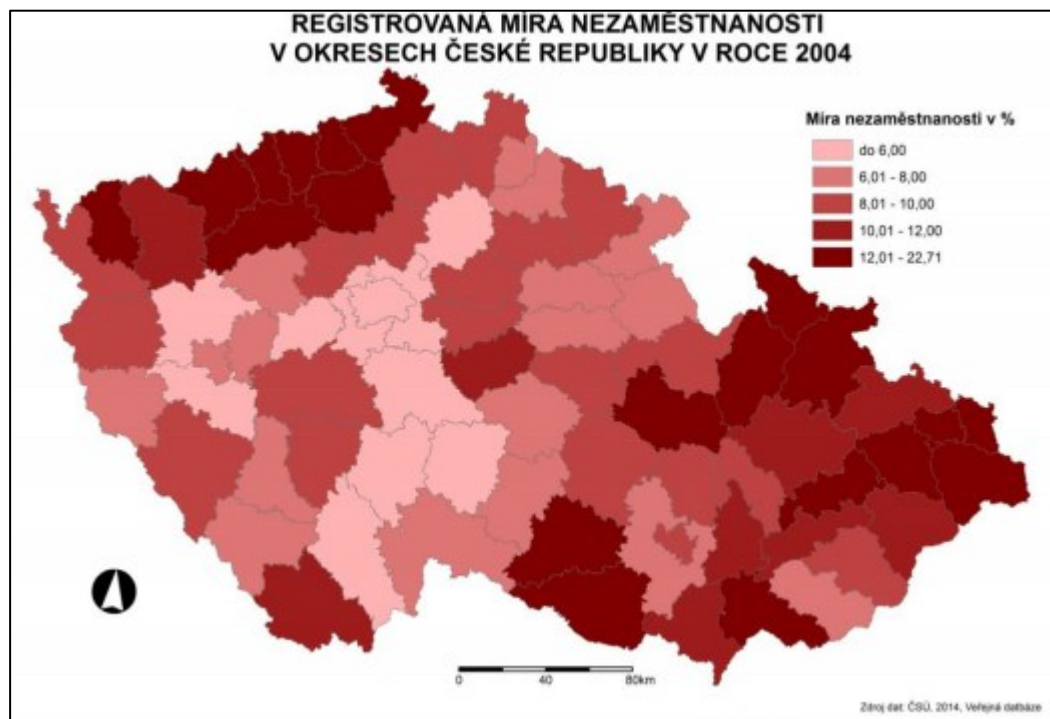 REGISTROVANÁ MÍRA NEZAMĚSTNANOSTI
V OKRESECH ČESKÉ REPUBLIKY V ROCE 2004
Míra nezaměstnanosti v %
do 6,00
6,01 - 8,00
8,01 - 10,00
10,01 - 12,00
12,01 - 22,71
0 40 80km
Zdroj dat: ČSÚ, 2014, Veřejná databáze